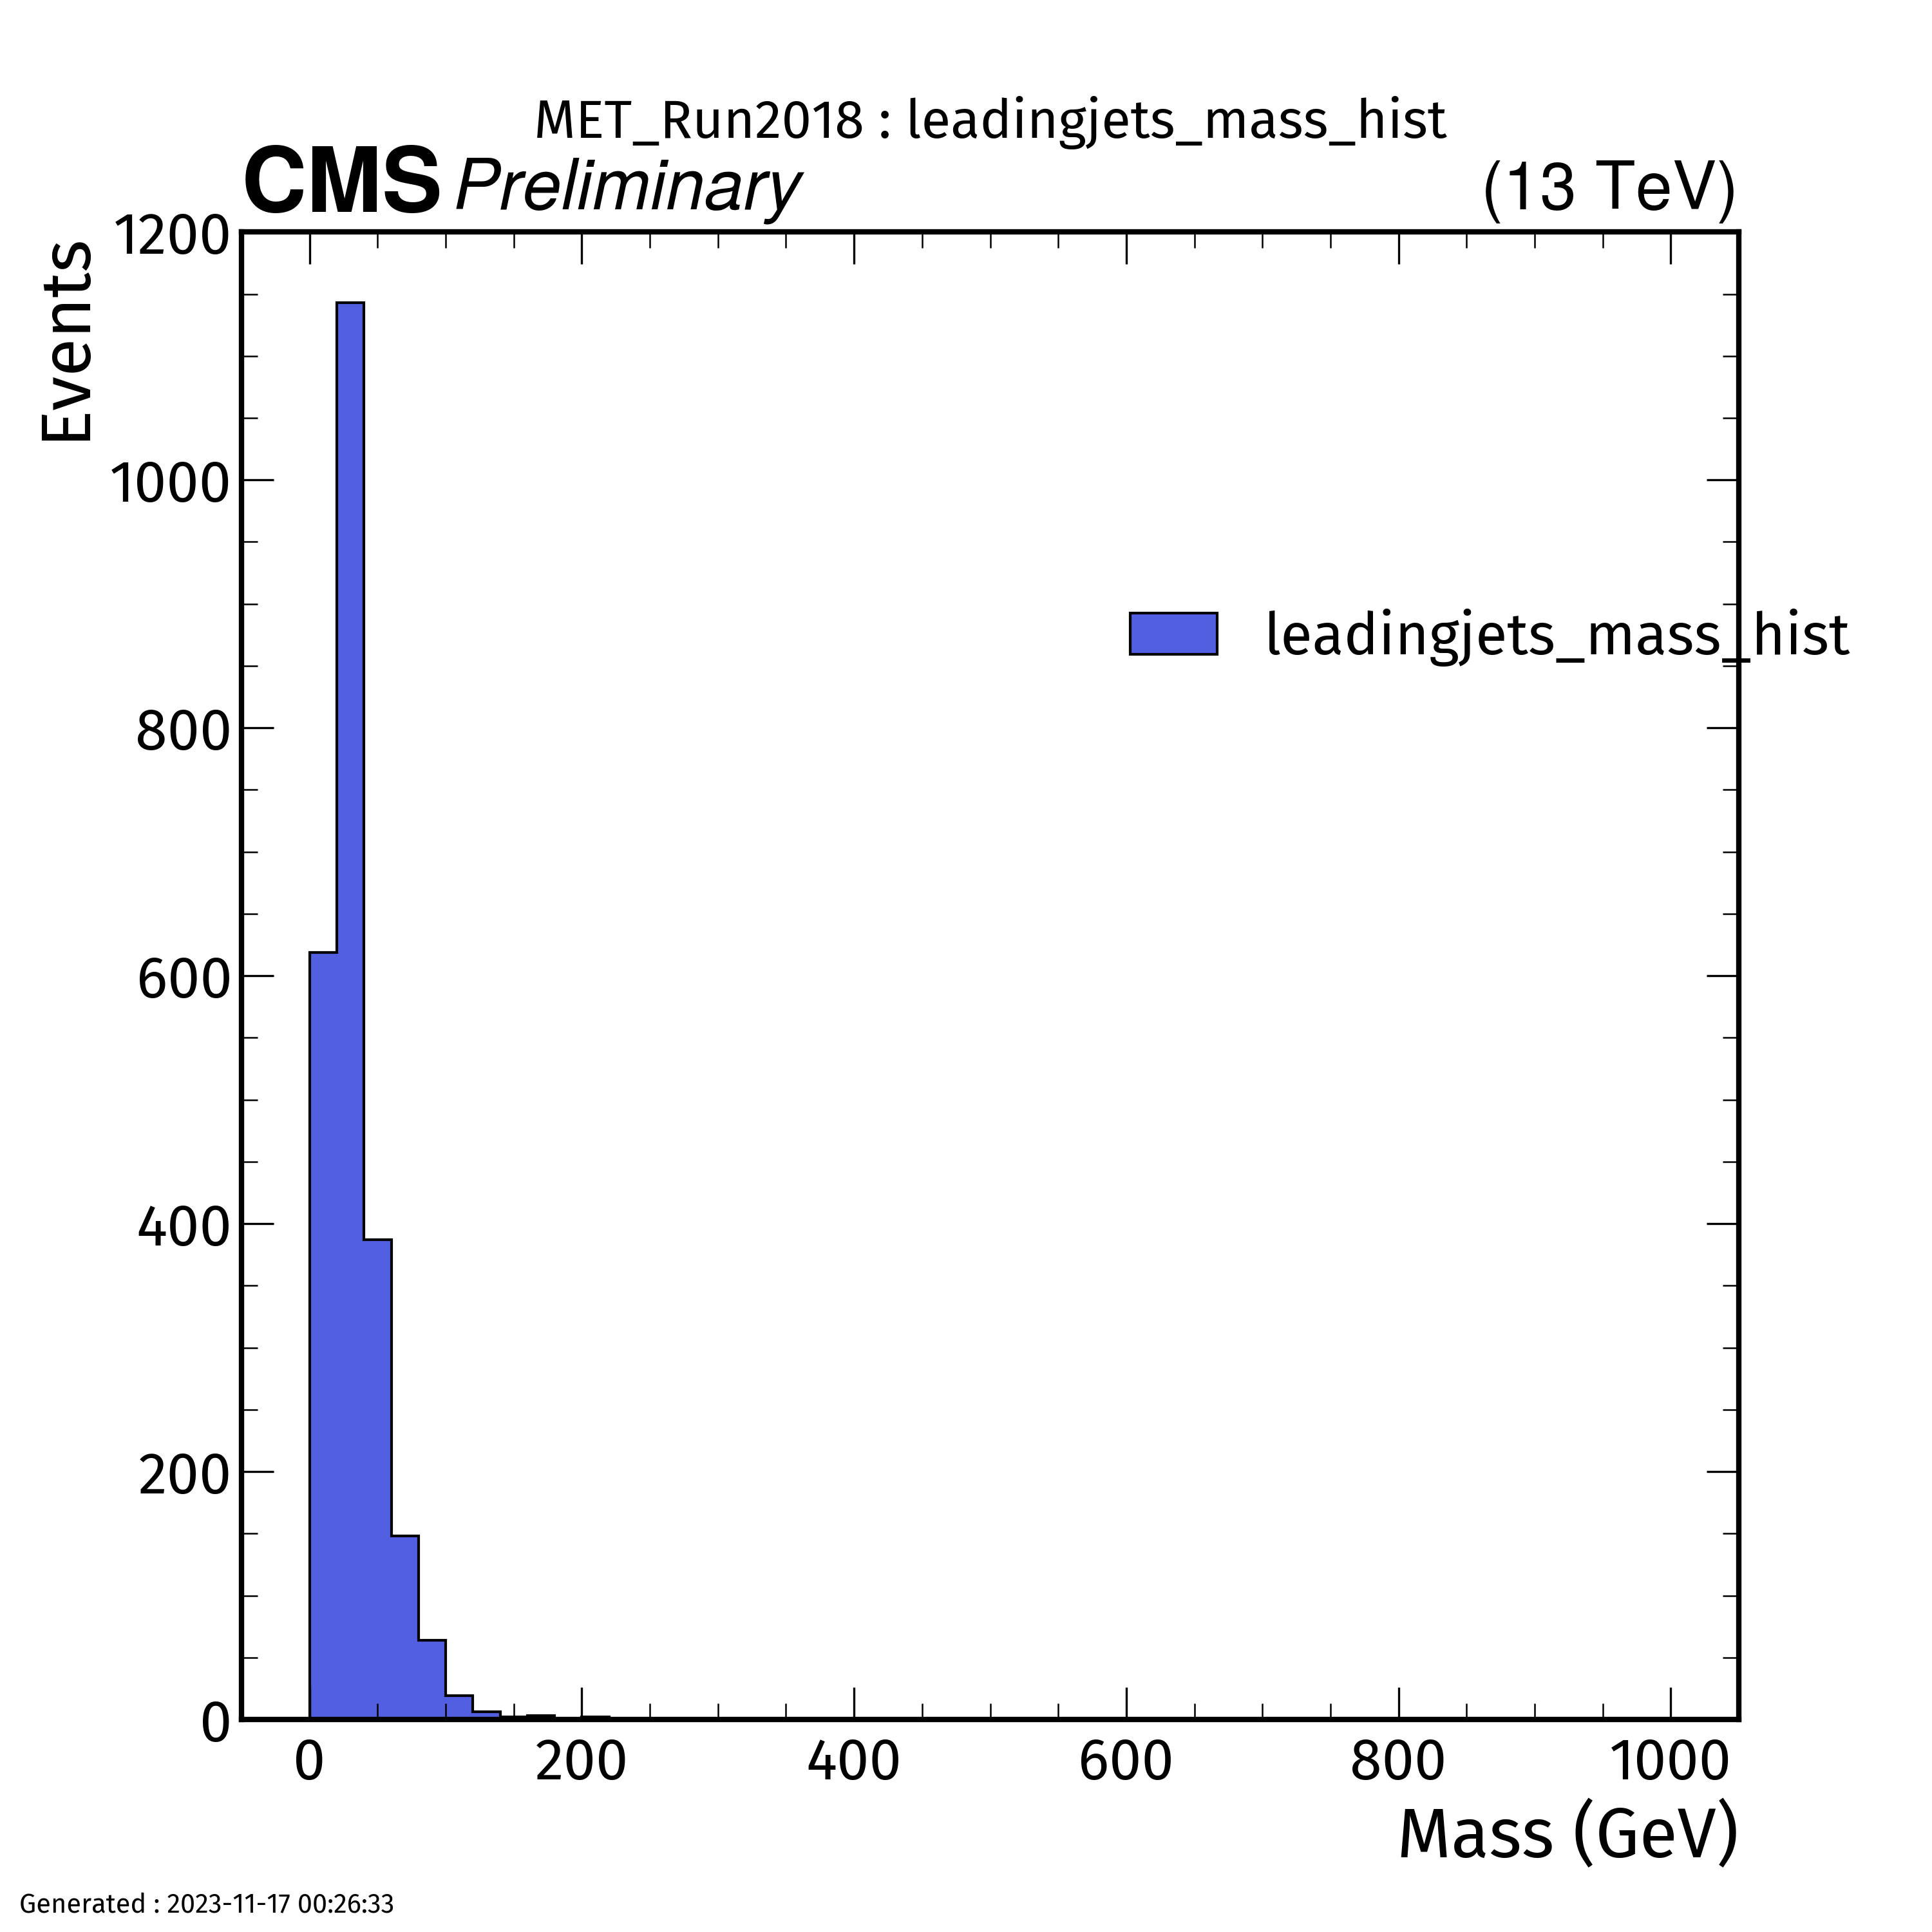 MET_Run2018 : leadingjets_mass_hist
CMS Preliminary (13 TeV)
Events
1200
1000
800
600
400
200
0
leadingjets_mass_hist
0 200 400 600 800 1000
Mass (GeV)
Generated : 2023-11-17 00:26:33